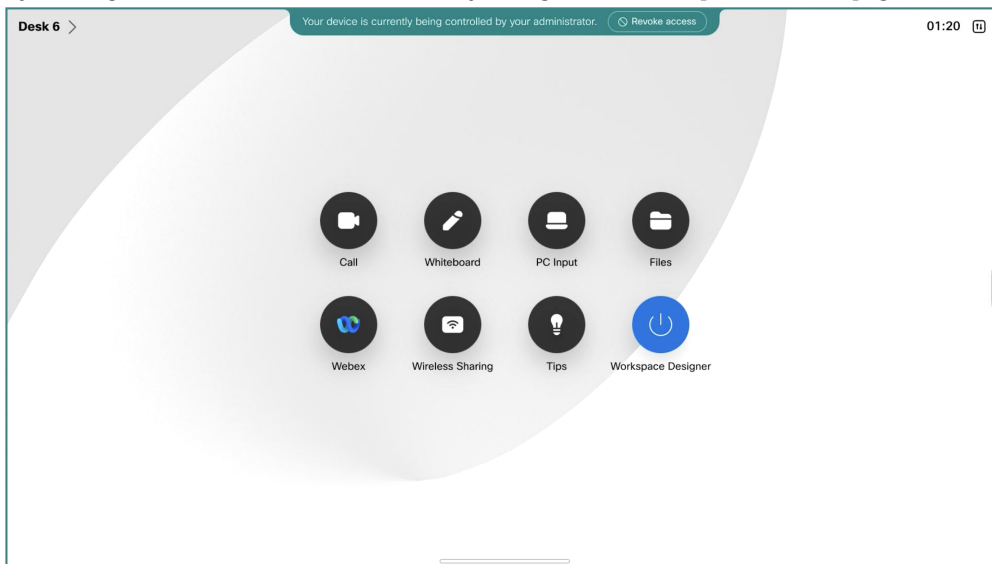 Desk 6
Your device is currently being controlled by your administrator. Revoke access
01:20
Call Whiteboard PC Input Files
Webex Wireless Sharing Tips Workspace Designer